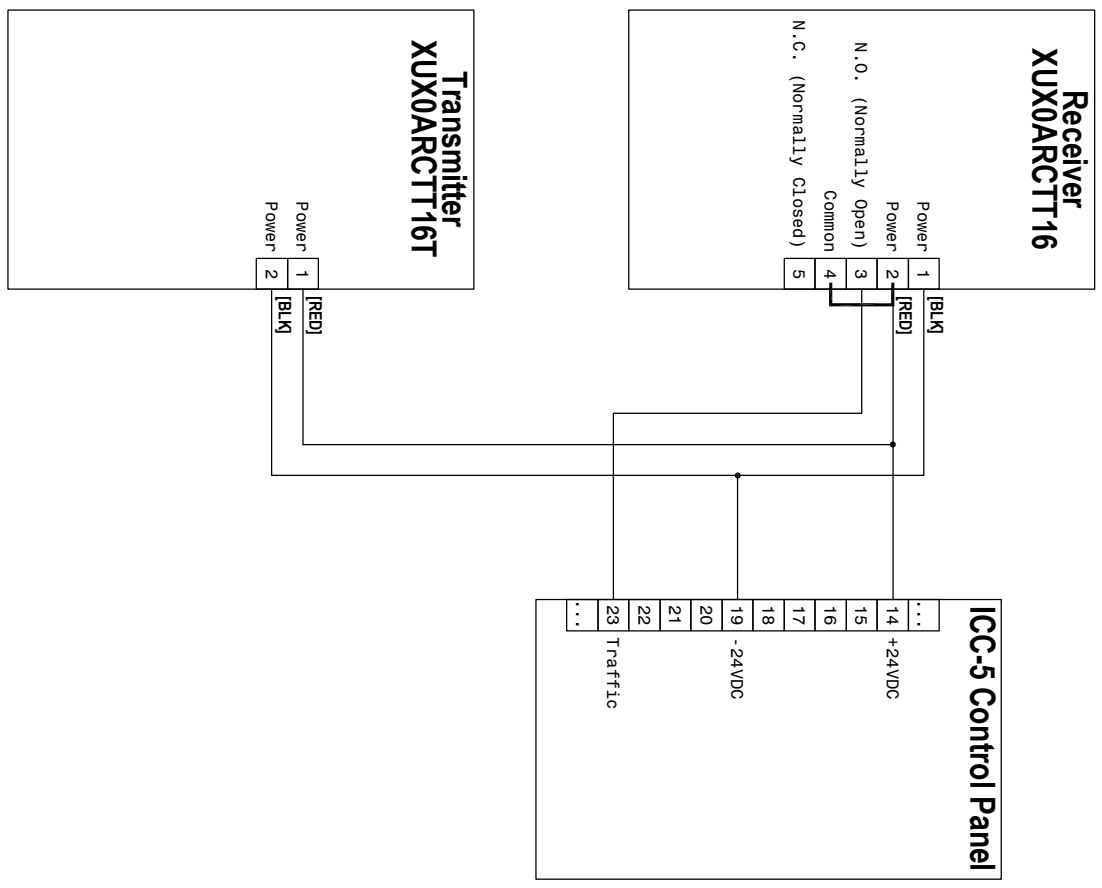 Transmitter
XUX0ARCTT16T
Power 1 [RED]
Power 2 [BLK]
Receiver
XUX0ARCTT16
Power 1 [BLK]
Power 2 [RED]
N.O. (Normally Open) 3
Common 4
N.C. (Normally Closed) 5
ICC-5 Control Panel
...
14 +24VDC
15
16
17
18
19 -24VDC
20
21
22
23 Traffic
...